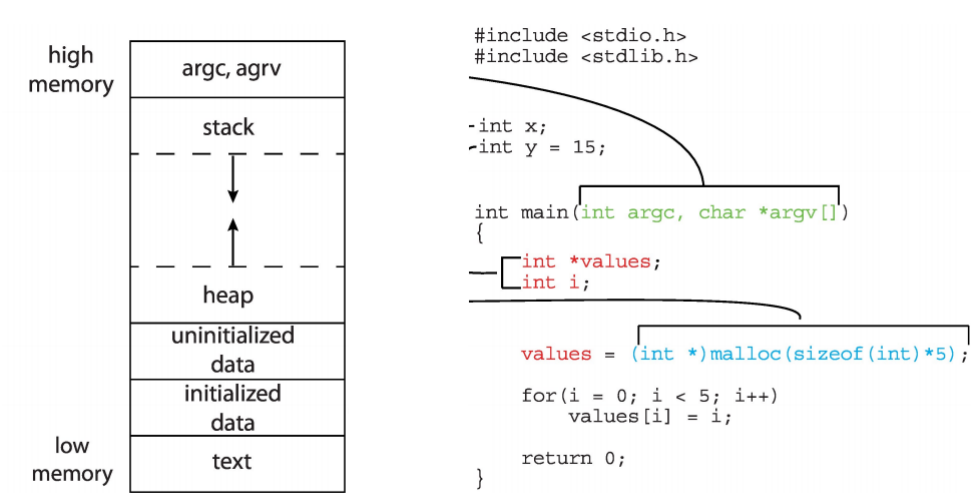 high
memory
argc, agrv
stack
heap
uninitialized
data
initialized
data
low
memory
text
#include <stdio.h>
#include <stdlib.h>
int x;
int y = 15;
int main(int argc, char *argv[])
{
int *values;
int i;
values = (int *)malloc(sizeof(int)*5);
for(i = 0; i < 5; i++)
values[i] = i;
return 0;
}